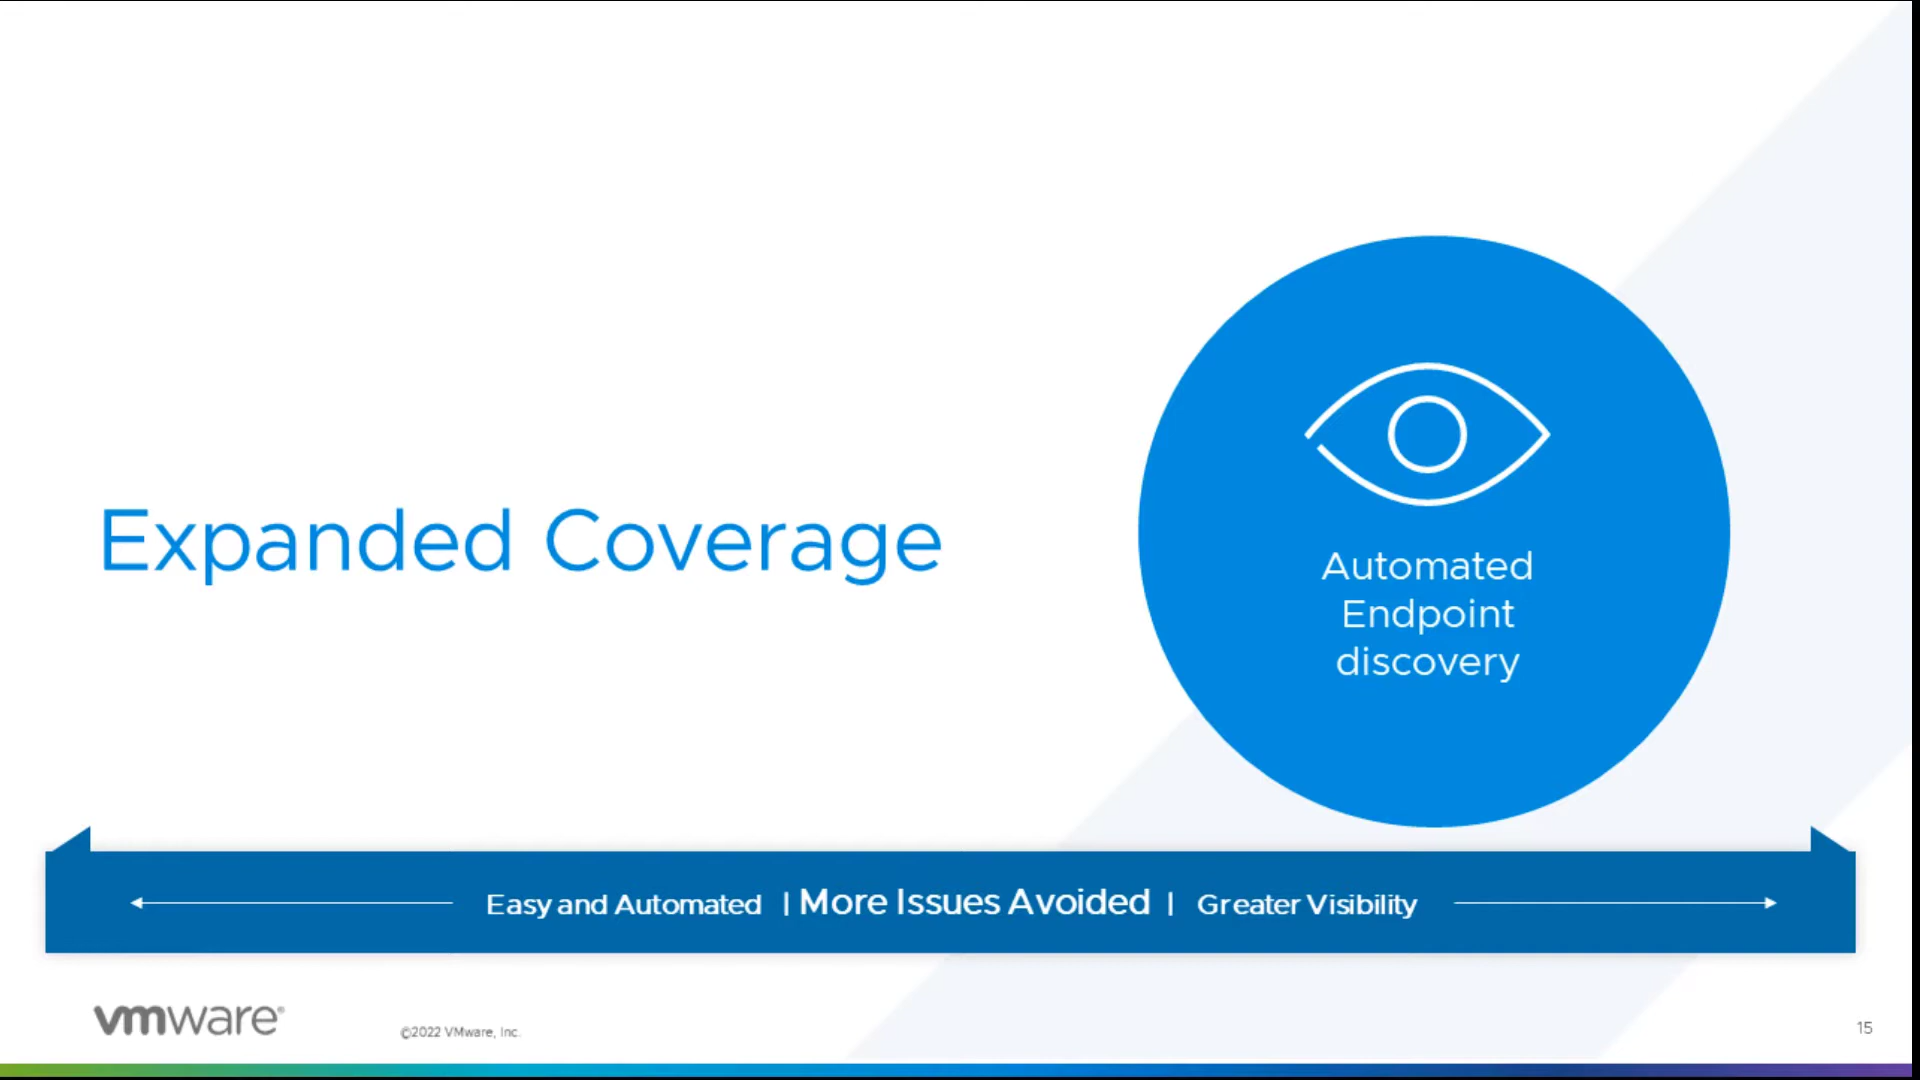 Expanded Coverage
Automated
Endpoint
discovery
Easy and Automated | More Issues Avoided | Greater Visibility
vmware®
©2022 VMware, Inc.
15